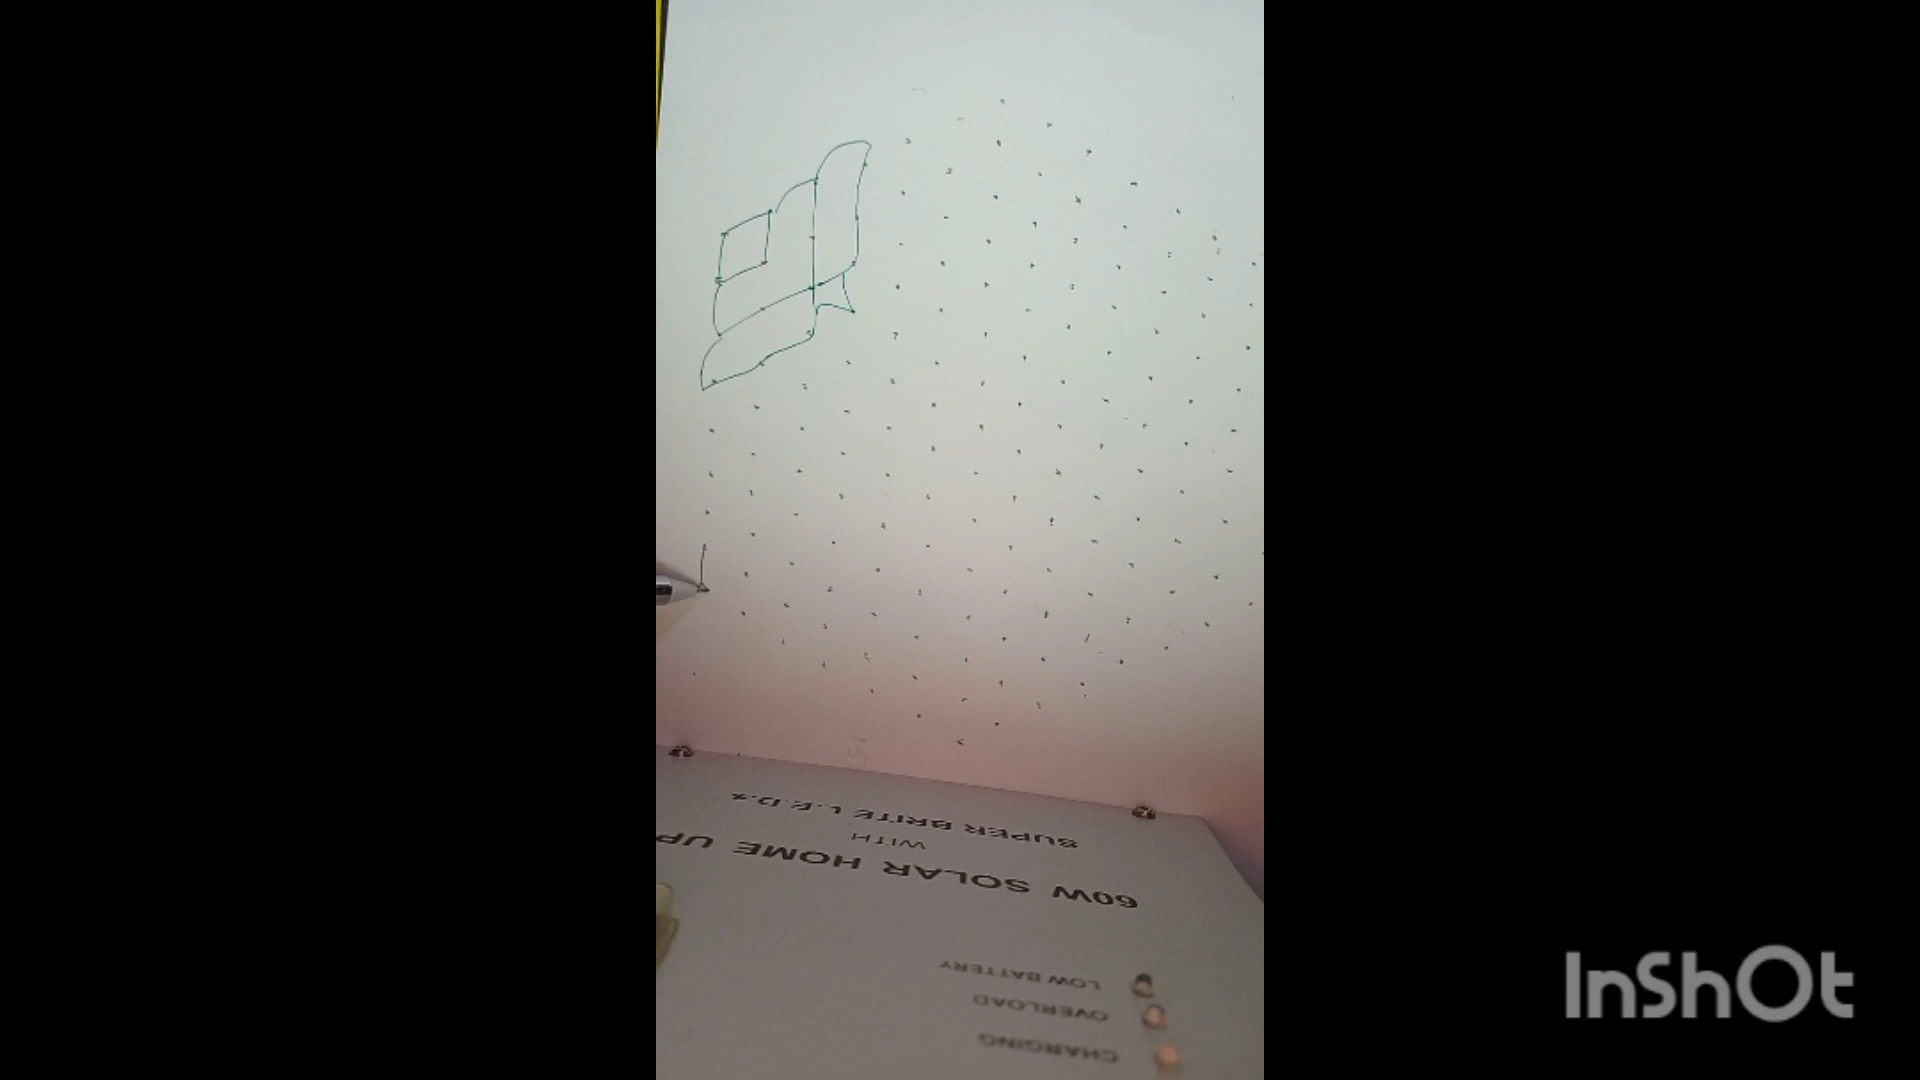 SUPER BRITE L.E.D.s
WITH
60W SOLAR HOME UP
LOW BATTERY
OVERLOAD
CHARGING
InShOt